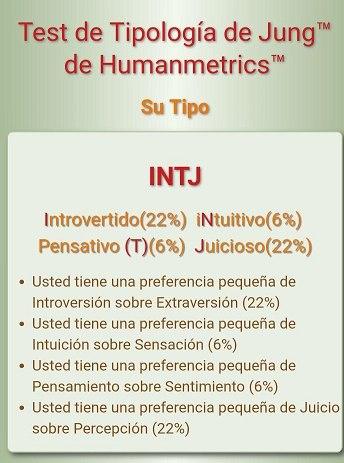 Test de Tipología de Jung™
de Humanmetrics™
Su Tipo
INTJ
Introvertido(22%) iNtuitivo(6%)
Pensativo (T)(6%) Juicioso(22%)
• Usted tiene una preferencia pequeña de
Introversión sobre Extraversión (22%)
• Usted tiene una preferencia pequeña de
Intuición sobre Sensación (6%)
• Usted tiene una preferencia pequeña de
Pensamiento sobre Sentimiento (6%)
• Usted tiene una preferencia pequeña de Juicio
sobre Percepción (22%)